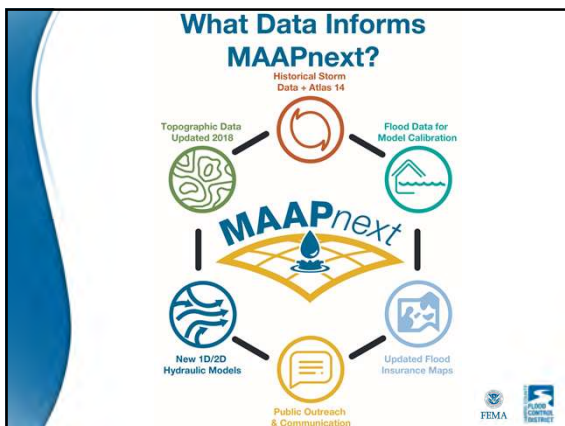 What Data Informs
MAAPnext?
Historical Storm
Data + Atlas 14
Topographic Data
Updated 2018
Flood Data for
Model Calibration
MAAPnext
New 1D/2D
Hydraulic Models
Updated Flood
Insurance Maps
Public Outreach
& Communication
FEMA
FLOOD
CONTROL
DISTRICT